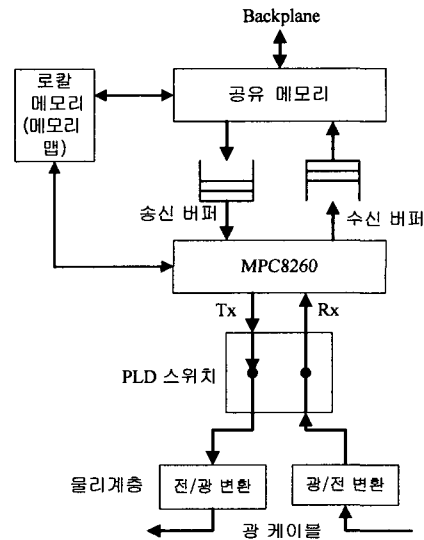 Backplane
로칼
메모리
(메모리
맵)
공유 메모리
송신 버퍼
수신 버퍼
MPC8260
Tx
Rx
PLD 스위치
물리계층
전/광 변환
광/전 변환
광 케이블